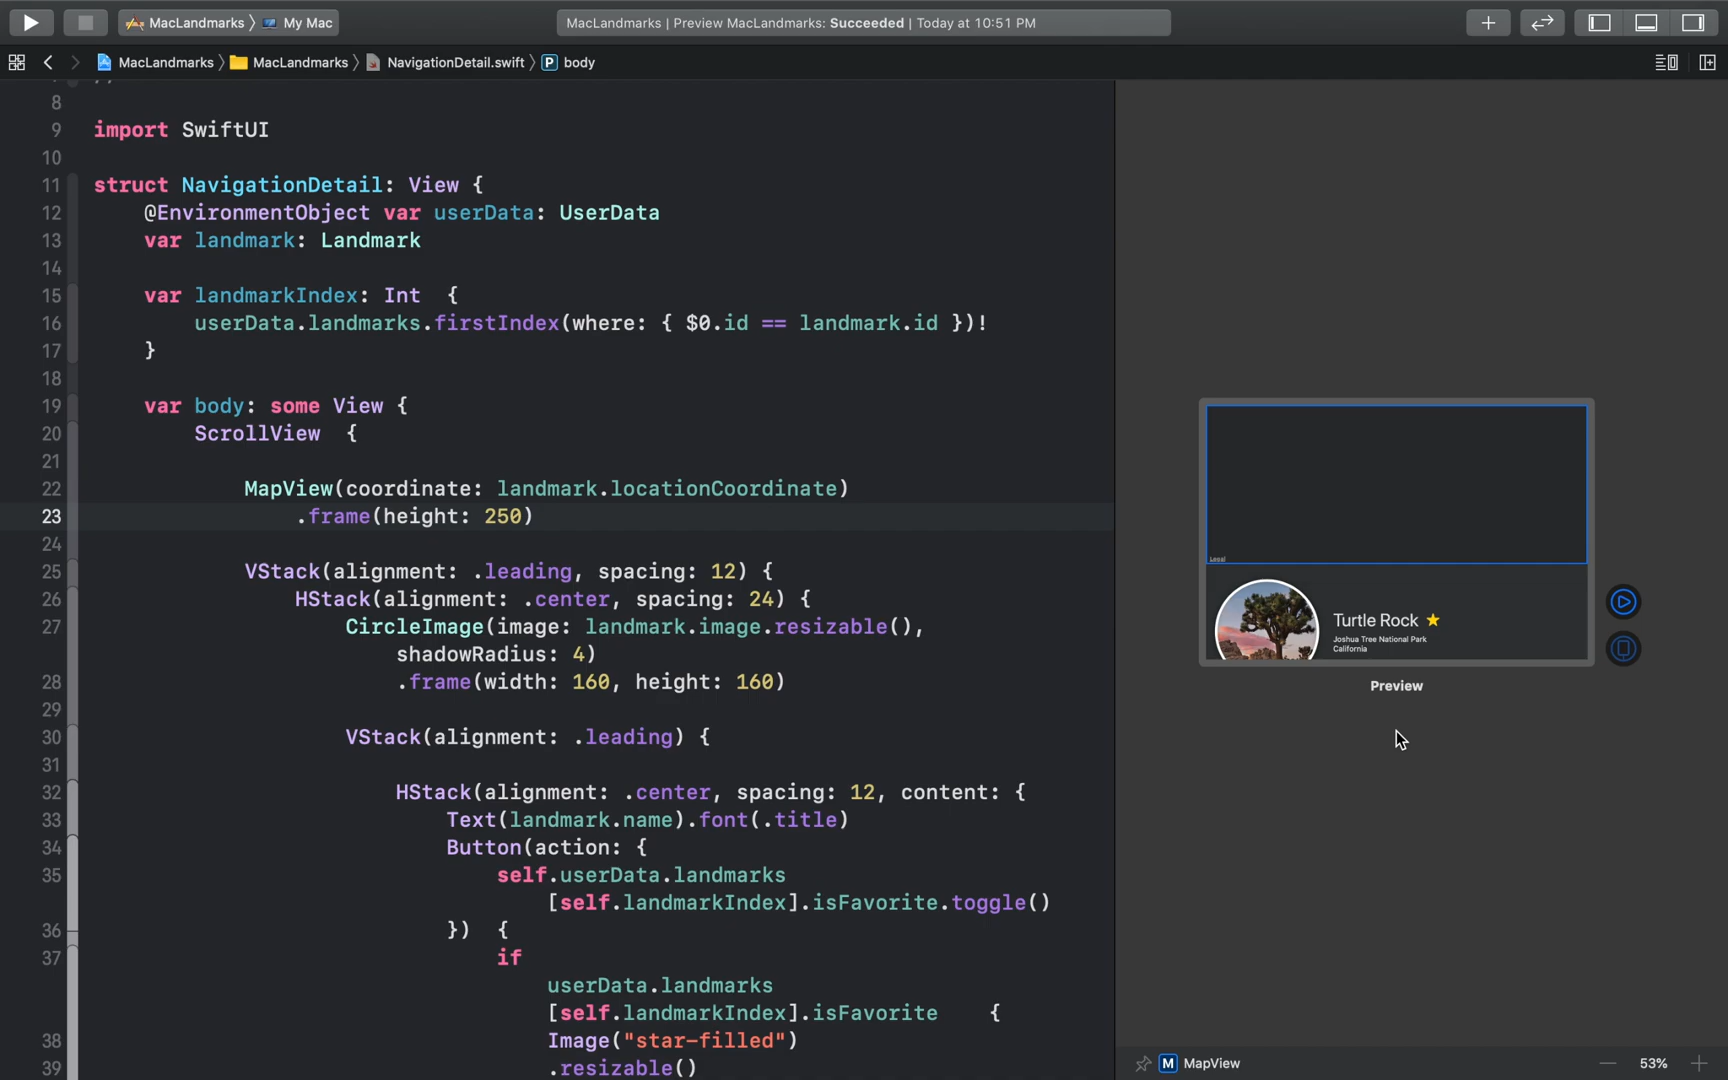 MacLandmarks 〉 My Mac
MacLandmarks | Preview MacLandmarks: Succeeded | Today at 10:51 PM
MacLandmarks 〉 MacLandmarks 〉 NavigationDetail.swift 〉 P body
8
9 import SwiftUI
10
11 struct NavigationDetail: View {
12 @EnvironmentObject var userData: UserData
13 var landmark: Landmark
14
15 var landmarkIndex: Int {
16 userData.landmarks.firstIndex(where: { $0.id == landmark.id })!
17 }
18
19 var body: some View {
20 ScrollView {
21
22 MapView(coordinate: landmark.locationCoordinate)
23 .frame(height: 250)
24
25 VStack(alignment: .leading, spacing: 12) {
26 HStack(alignment: .center, spacing: 24) {
27 CircleImage(image: landmark.image.resizable(),
shadowRadius: 4)
28 .frame(width: 160, height: 160)
29
30 VStack(alignment: .leading) {
31
32 HStack(alignment: .center, spacing: 12, content: {
33 Text(landmark.name).font(.title)
34 Button(action: {
35 self.userData.landmarks
[self.landmarkIndex].isFavorite.toggle()
36 }) {
37 if
userData.landmarks
[self.landmarkIndex].isFavorite {
38 Image("star-filled")
39 .resizable()
Legal
Turtle Rock
Joshua Tree National Park
California
Preview
M MapView
53%